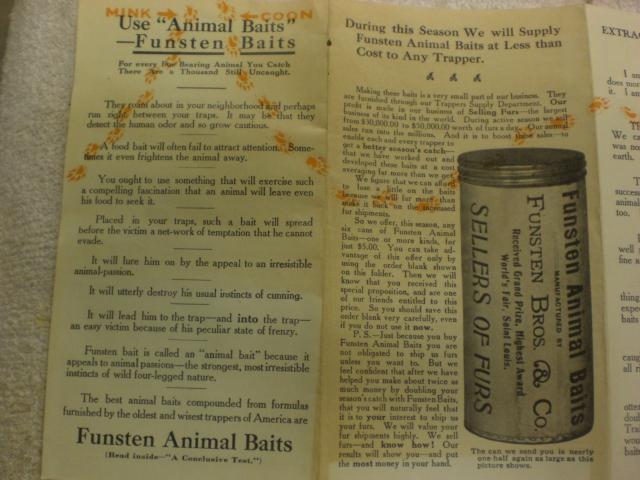 MINK → ← COON
Use "Animal Baits"
—Funsten Baits
For every Fur Bearing Animal You Catch
There Are a Thousand Still Uncaught.
They roam about in your neighborhood and perhaps
run right between your traps. It may be that they
detect the human odor and so grow cautious.
A food bait will often fail to attract attention. Some-
times it even frightens the animal away.
You ought to use something that will exercise such
a compelling fascination that an animal will leave even
his food to seek it.
Placed in your traps, such a bait will spread
before the victim a net-work of temptation that he cannot
evade.
It will lure him on by the appeal to an irresistible
animal-passion.
It will utterly destroy his usual instincts of cunning.
It will lead him to the trap—and into the trap—
an easy victim because of his peculiar state of frenzy.
Funsten bait is called an "animal bait" because it
appeals to animal passions—the strongest, most irresistible
instincts of wild four-legged nature.
The best animal baits compounded from formulas
furnished by the oldest and wisest trappers of America are
Funsten Animal Baits
(Read inside—"A Conclusive Test.")
During this Season We will Supply
Funsten Animal Baits at Less than
Cost to Any Trapper.
Making these baits is a very small part of our business. They
are furnished through our Trappers Supply Department. Our
profit is made in our business of Selling Furs—the largest
business of its kind in the world. During active season we sell
from $30,000.00 to $50,000.00 worth of furs a day. Our annual
sales run into the millions. And it is to boost these sales—to
enable each and every trapper to
get a better season's catch—
that we have worked out and
developed these baits at a cost
averaging far more than we get.
We figure that we can afford
to lose a little on the baits
because we will far more than
make it back on the increased
fur shipments.
So we offer, this season, any
six cans of Funsten Animal
Baits—one or more kinds, for
just $5.00. You can take ad-
vantage of this offer only by
using the order blank shown
on this folder. Then we will
know that you received this
special proposition, and are one
of our friends entitled to this
price. So you should save this
order blank very carefully, even
if you do not use it now.
P. S.—Just because you buy
Funsten Animal Baits you are
not obligated to ship us furs
unless you want to. But we
feel confident that after we have
helped you make about twice as
much money by doubling your
season's catch with Funsten Baits,
that you will naturally feel that
it is to your interest to ship us
your furs. We will value your
fur shipments highly. We sell
furs—and know how! Our
results will show you—and put
the most money in your hand.
Funsten Animal Baits
MANUFACTURED BY
FUNSTEN BROS. & CO.
Received Grand Prize, Highest Award
World's Fair, Saint Louis.
SELLERS OF FURS
The can we send you is nearly
one-half again as large as this
picture shows.
EXTRAC